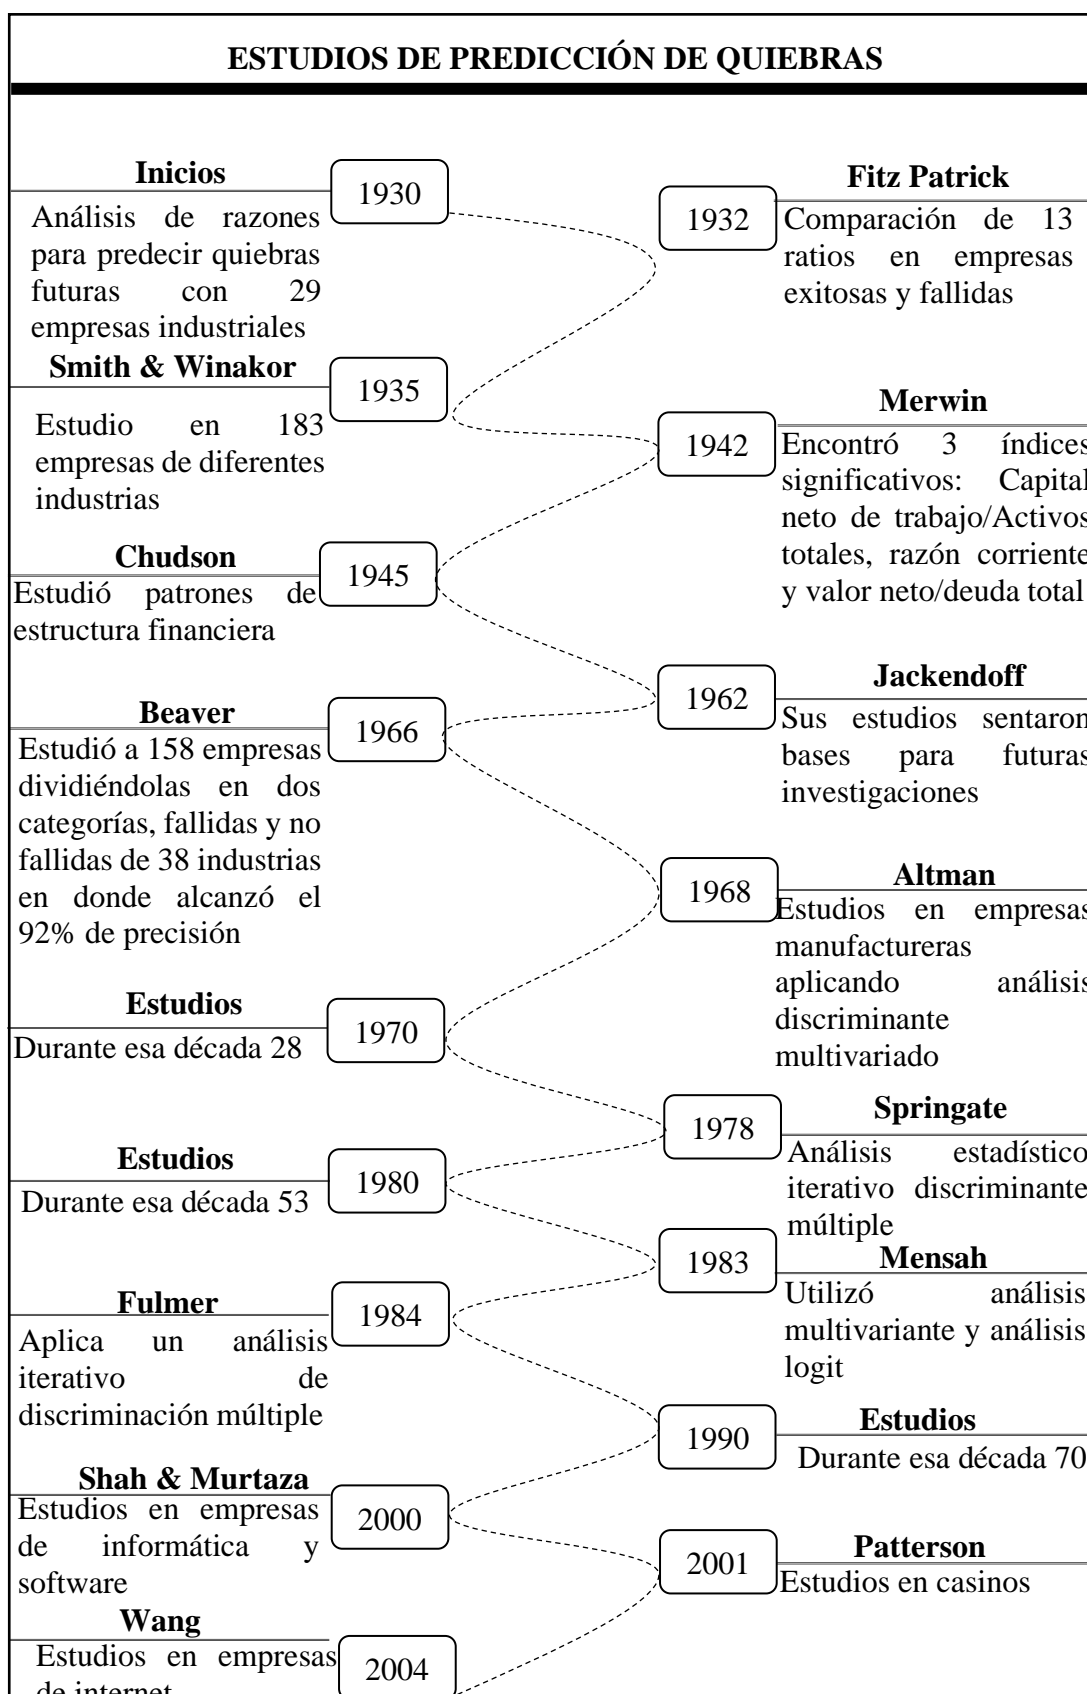 ESTUDIOS DE PREDICCIÓN DE QUIEBRAS
Inicios
1930
Análisis de razones
para predecir quiebras
futuras con 29
empresas industriales
Fitz Patrick
1932
Comparación de 13
ratios en empresas
exitosas y fallidas
Smith & Winakor
1935
Estudio en 183
empresas de diferentes
industrias
Merwin
1942
Encontró 3 índices
significativos: Capital
neto de trabajo/Activos
totales, razón corriente
y valor neto/deuda total
Chudson
1945
Estudió patrones de
estructura financiera
Jackendoff
1962
Sus estudios sentaron
bases para futuras
investigaciones
Beaver
1966
Estudió a 158 empresas
dividiéndolas en dos
categorías, fallidas y no
fallidas de 38 industrias
en donde alcanzó el
92% de precisión
Altman
1968
Estudios en empresas
manufactureras
aplicando análisis
discriminante
multivariado
Estudios
1970
Durante esa década 28
Springate
1978
Análisis estadístico
iterativo discriminante
múltiple
Estudios
1980
Durante esa década 53
Mensah
1983
Utilizó análisis
multivariante y análisis
logit
Fulmer
1984
Aplica un análisis
iterativo de
discriminación múltiple
Estudios
1990
Durante esa década 70
Shah & Murtaza
2000
Estudios en empresas
de informática y
software
Patterson
2001
Estudios en casinos
Wang
2004
Estudios en empresas
de internet